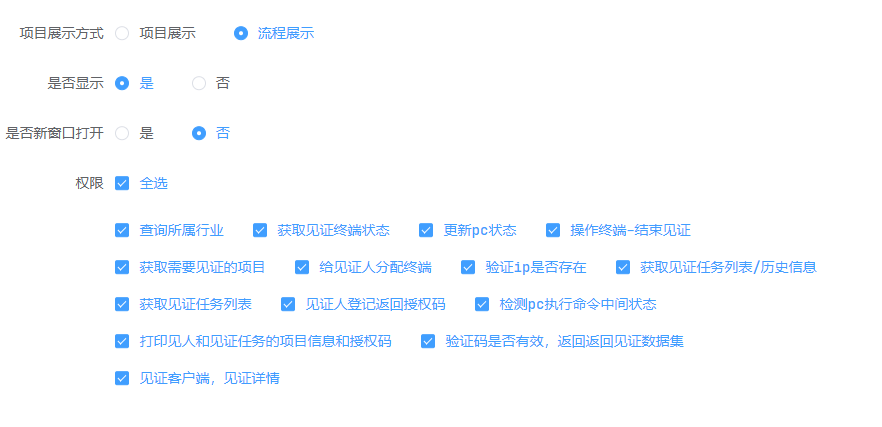 项目展示方式 项目展示 流程展示
是否显示 是 否
是否新窗口打开 是 否
权限 全选
查询所属行业 获取见证终端状态 更新pc状态 操作终端-结束见证
获取需要见证的项目 给见证人分配终端 验证ip是否存在 获取见证任务列表/历史信息
获取见证任务列表 见证人登记返回授权码 检测pc执行命令中间状态
打印见人和见证任务的项目信息和授权码 验证码是否有效，返回返回见证数据集
见证客户端，见证详情